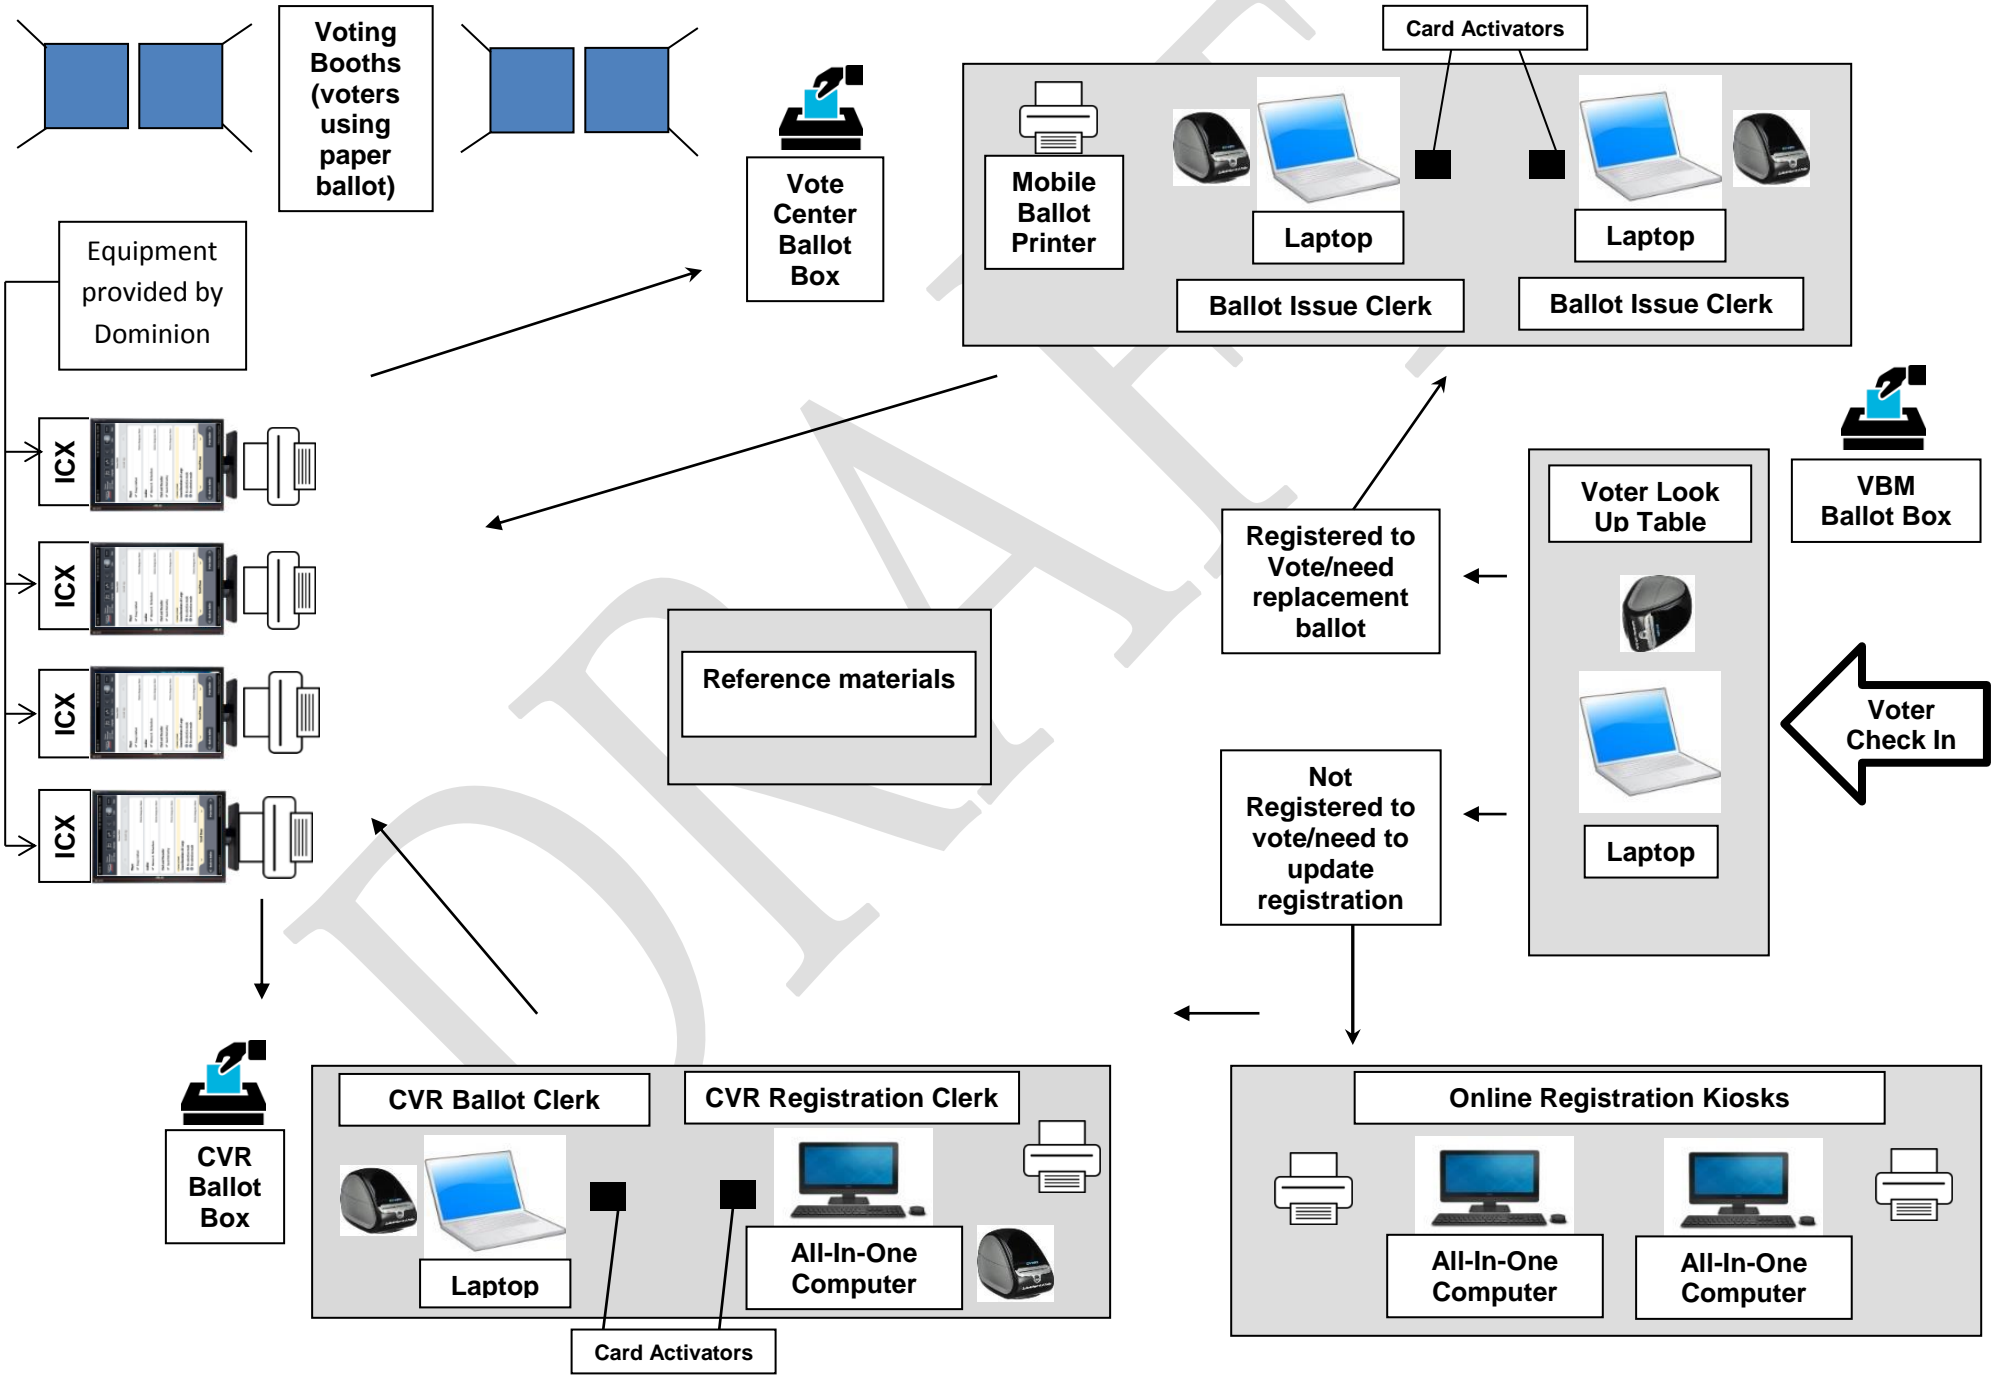 Voting
Booths
(voters
using
paper
ballot)
Card Activators
Vote
Center
Ballot
Box
Mobile
Ballot
Printer
Laptop
Laptop
Ballot Issue Clerk
Ballot Issue Clerk
Equipment
provided by
Dominion
ICX
ICX
ICX
ICX
VBM
Ballot Box
Voter Look
Up Table
Laptop
Voter
Check In
Registered to
Vote/need
replacement
ballot
Reference materials
Not
Registered to
vote/need to
update
registration
DRAFT
CVR
Ballot
Box
CVR Ballot Clerk
CVR Registration Clerk
Laptop
All-In-One
Computer
Card Activators
Online Registration Kiosks
All-In-One
Computer
All-In-One
Computer